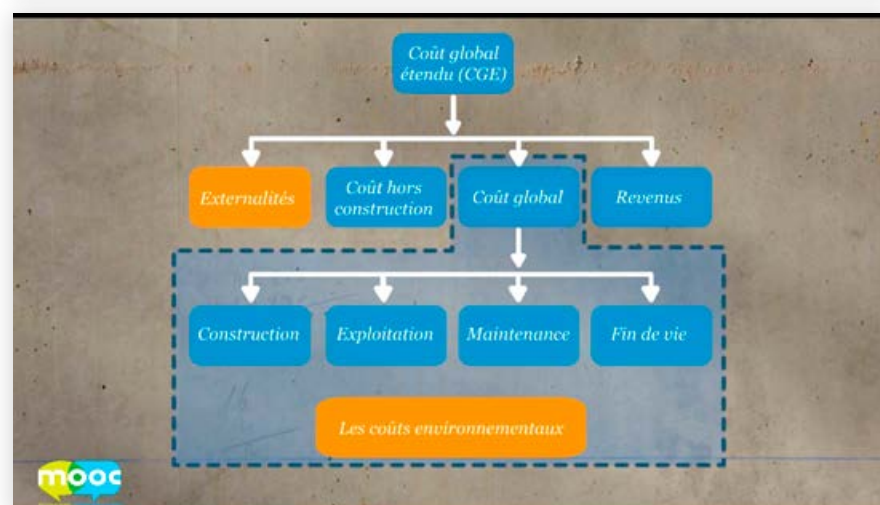 Coût global
étendu (CGE)
Externalités
Coût hors
construction
Coût global
Revenus
Construction
Exploitation
Maintenance
Fin de vie
Les coûts environnementaux
mooc